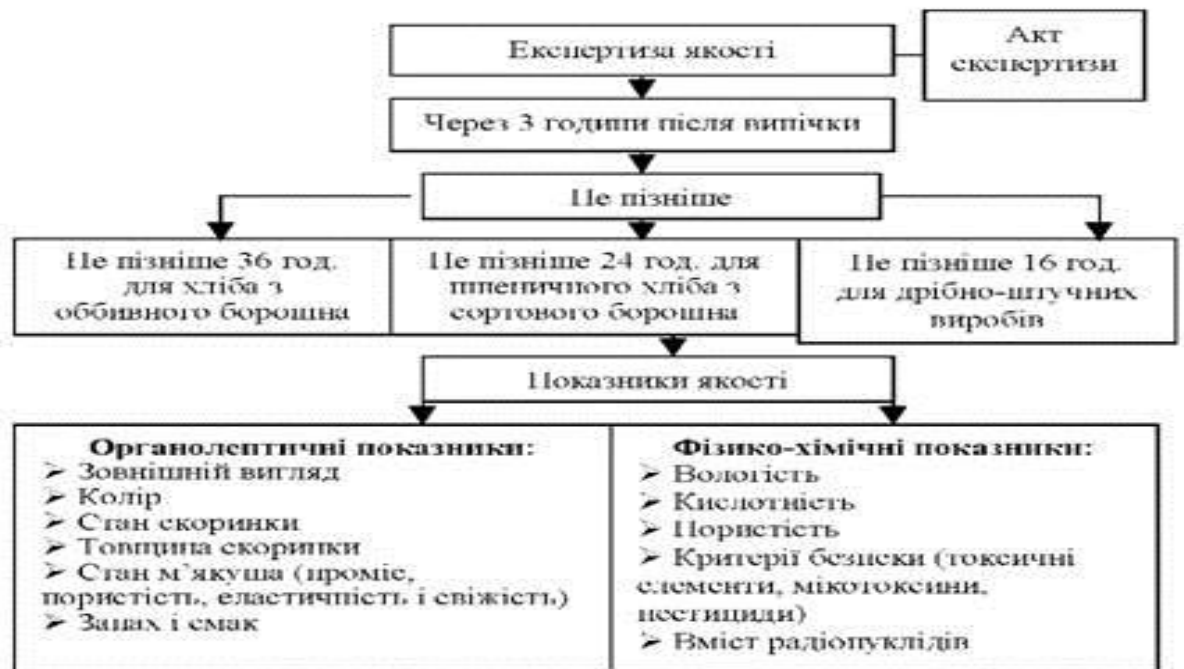 Експертиза якості
Акт
експертизи
Через 3 години після випічки
Не пізніше
Не пізніше 36 год.
для хліба з
оббивного борошна
Не пізніше 24 год. для
пшеничного хліба з
сортового борошна
Не пізніше 16 год.
для дрібно-штучних
виробів
Показники якості
Органолептичні показники:
➢ Зовнішній вигляд
➢ Колір
➢ Стан скоринки
➢ Товщина скоринки
➢ Стан м’якуша (проміс,
пористість, еластичність і свіжість)
➢ Запах і смак
Фізико-хімічні показники:
➢ Вологість
➢ Кислотність
➢ Пористість
➢ Критерії безпеки (токсичні
елементи, мікотоксини,
пестициди)
➢ Вміст радіонуклідів